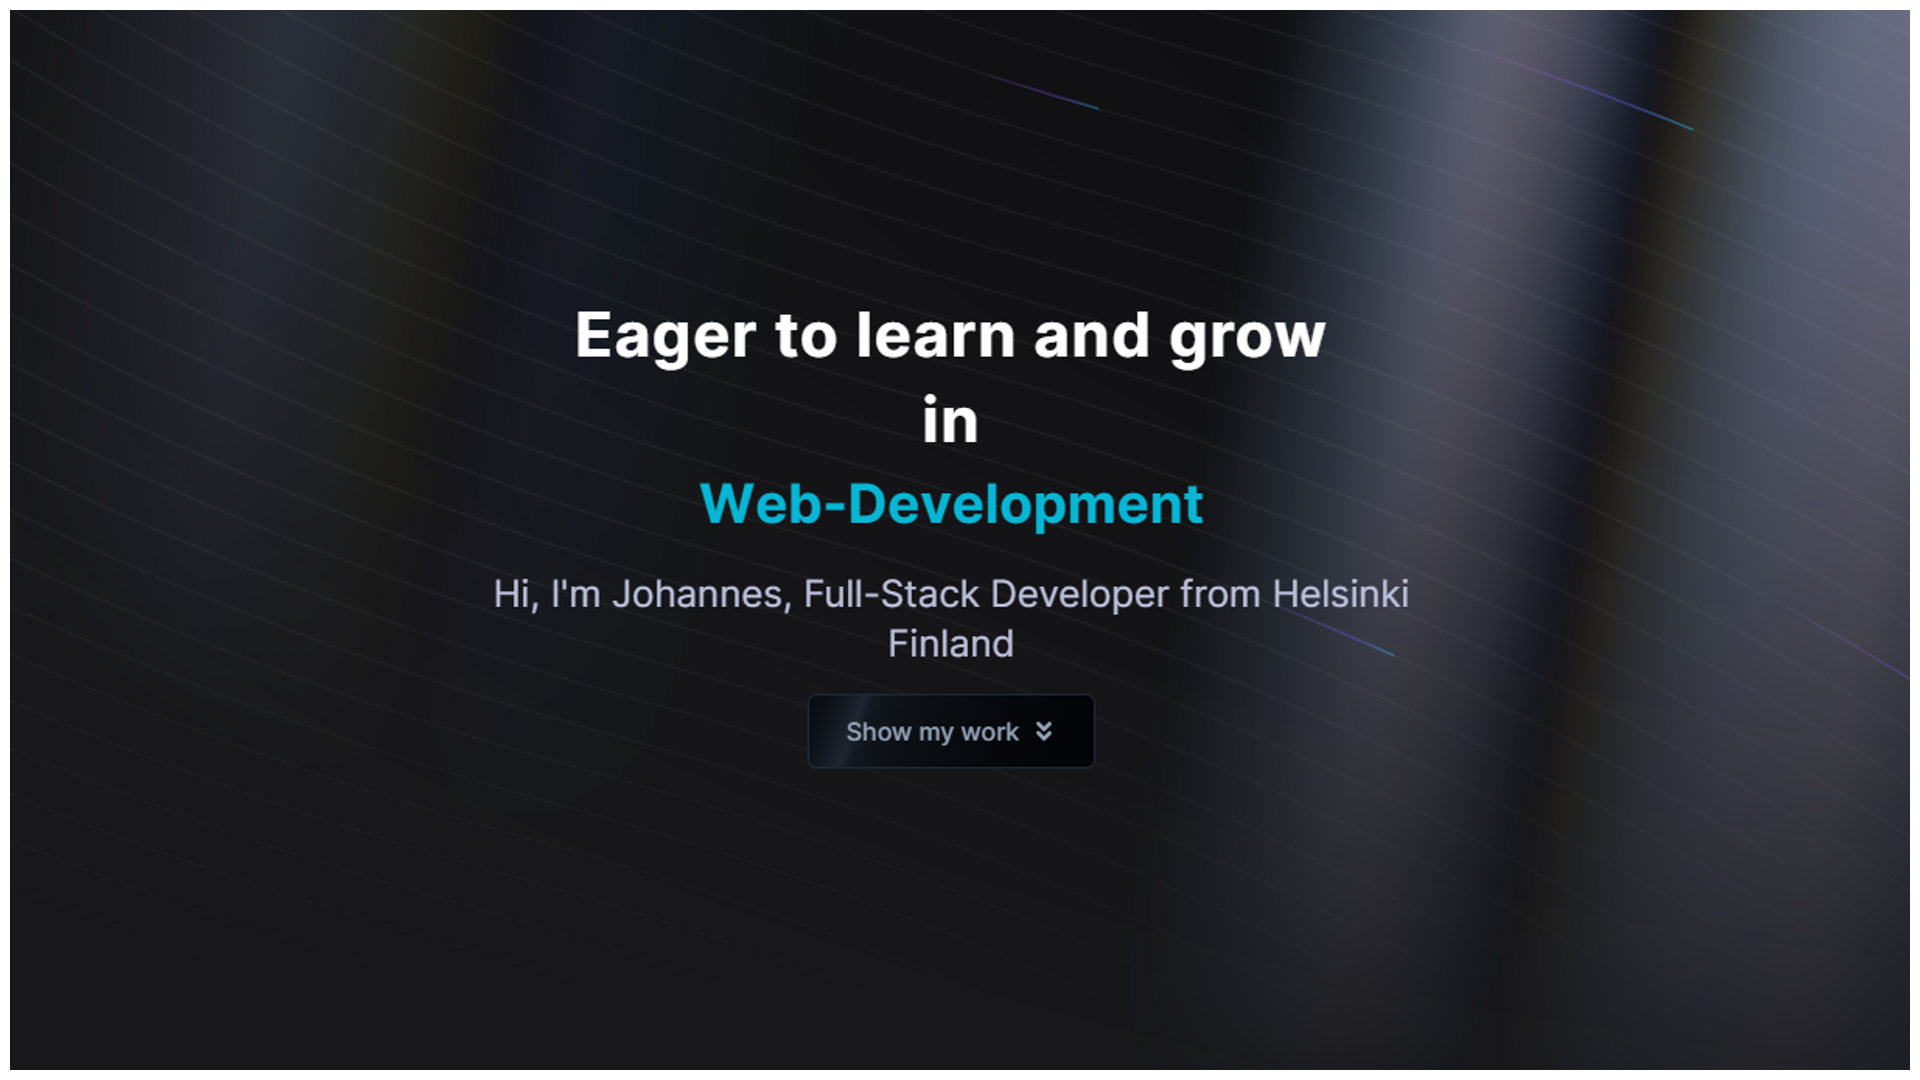 Eager to learn and grow
in
Web-Development
Hi, I'm Johannes, Full-Stack Developer from Helsinki
Finland
Show my work